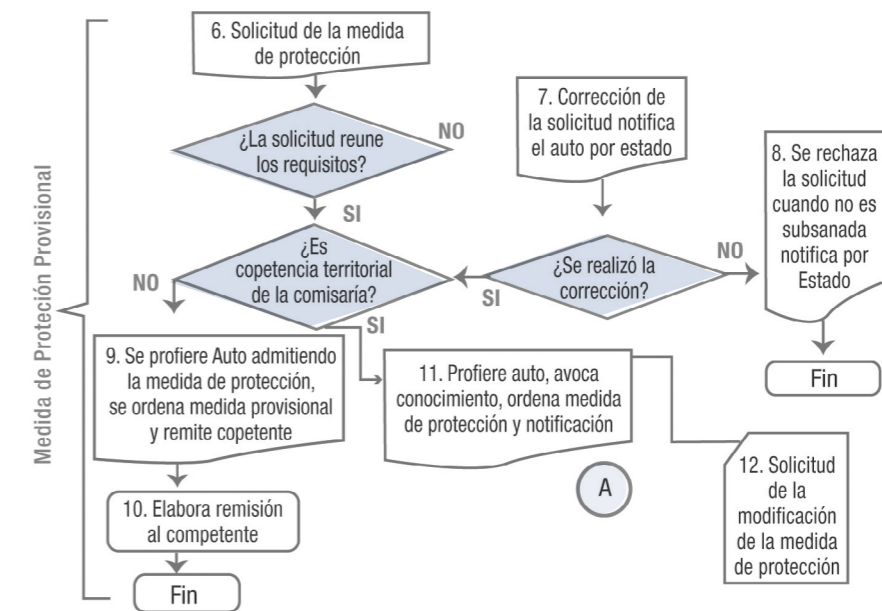 Medida de Proteción Provisional
6. Solicitud de la medida
de protección
¿La solicitud reune
los requisitos?
NO
SI
7. Corrección de
la solicitud notifica
el auto por estado
8. Se rechaza
la solicitud
cuando no es
subsanada
notifica por
Estado
¿Es
copetencia territorial
de la comisaría?
NO
SI
¿Se realizó la
corrección?
SI
NO
Fin
9. Se profiere Auto admitiendo
la medida de protección,
se ordena medida provisional
y remite copetente
11. Profiere auto, avoca
conocimiento, ordena medida
de protección y notificación
A
12. Solicitud
de la
modificación
de la medida
de protección
10. Elabora remisión
al competente
Fin